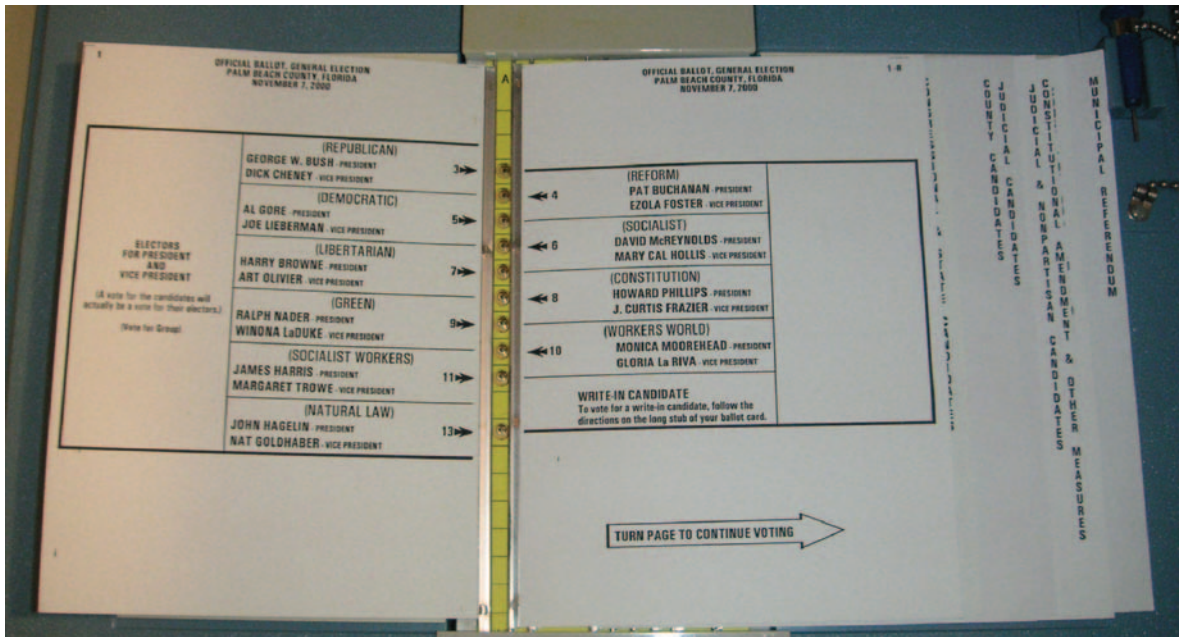 1
OFFICIAL BALLOT, GENERAL ELECTION
PALM BEACH COUNTY, FLORIDA
NOVEMBER 7, 2000
ELECTORS
FOR PRESIDENT
AND
VICE PRESIDENT
(A vote for the candidates will
actually be a vote for their electors.)
(Vote for Group)
(REPUBLICAN)
GEORGE W. BUSH - PRESIDENT
DICK CHENEY - VICE PRESIDENT
3
(DEMOCRATIC)
AL GORE - PRESIDENT
JOE LIEBERMAN - VICE PRESIDENT
5
(LIBERTARIAN)
HARRY BROWNE - PRESIDENT
ART OLIVIER - VICE PRESIDENT
7
(GREEN)
RALPH NADER - PRESIDENT
WINONA LaDUKE - VICE PRESIDENT
9
(SOCIALIST WORKERS)
JAMES HARRIS - PRESIDENT
MARGARET TROWE - VICE PRESIDENT
11
(NATURAL LAW)
JOHN HAGELIN - PRESIDENT
NAT GOLDHABER - VICE PRESIDENT
13
A
OFFICIAL BALLOT, GENERAL ELECTION
PALM BEACH COUNTY, FLORIDA
NOVEMBER 7, 2000
(REFORM)
4
PAT BUCHANAN - PRESIDENT
EZOLA FOSTER - VICE PRESIDENT
(SOCIALIST)
6
DAVID McREYNOLDS - PRESIDENT
MARY CAL HOLLIS - VICE PRESIDENT
(CONSTITUTION)
8
HOWARD PHILLIPS - PRESIDENT
J. CURTIS FRAZIER - VICE PRESIDENT
(WORKERS WORLD)
10
MONICA MOOREHEAD - PRESIDENT
GLORIA La RIVA - VICE PRESIDENT
WRITE-IN CANDIDATE
To vote for a write-in candidate, follow the
directions on the long stub of your ballot card.
TURN PAGE TO CONTINUE VOTING
CONGRESSIONAL & STATE CANDIDATES
COUNTY CANDIDATES
JUDICIAL CANDIDATES
JUDICIAL & NONPARTISAN CANDIDATES
CONSTITUTIONAL AMENDMENT & OTHER MEASURES
MUNICIPAL REFERENDUM